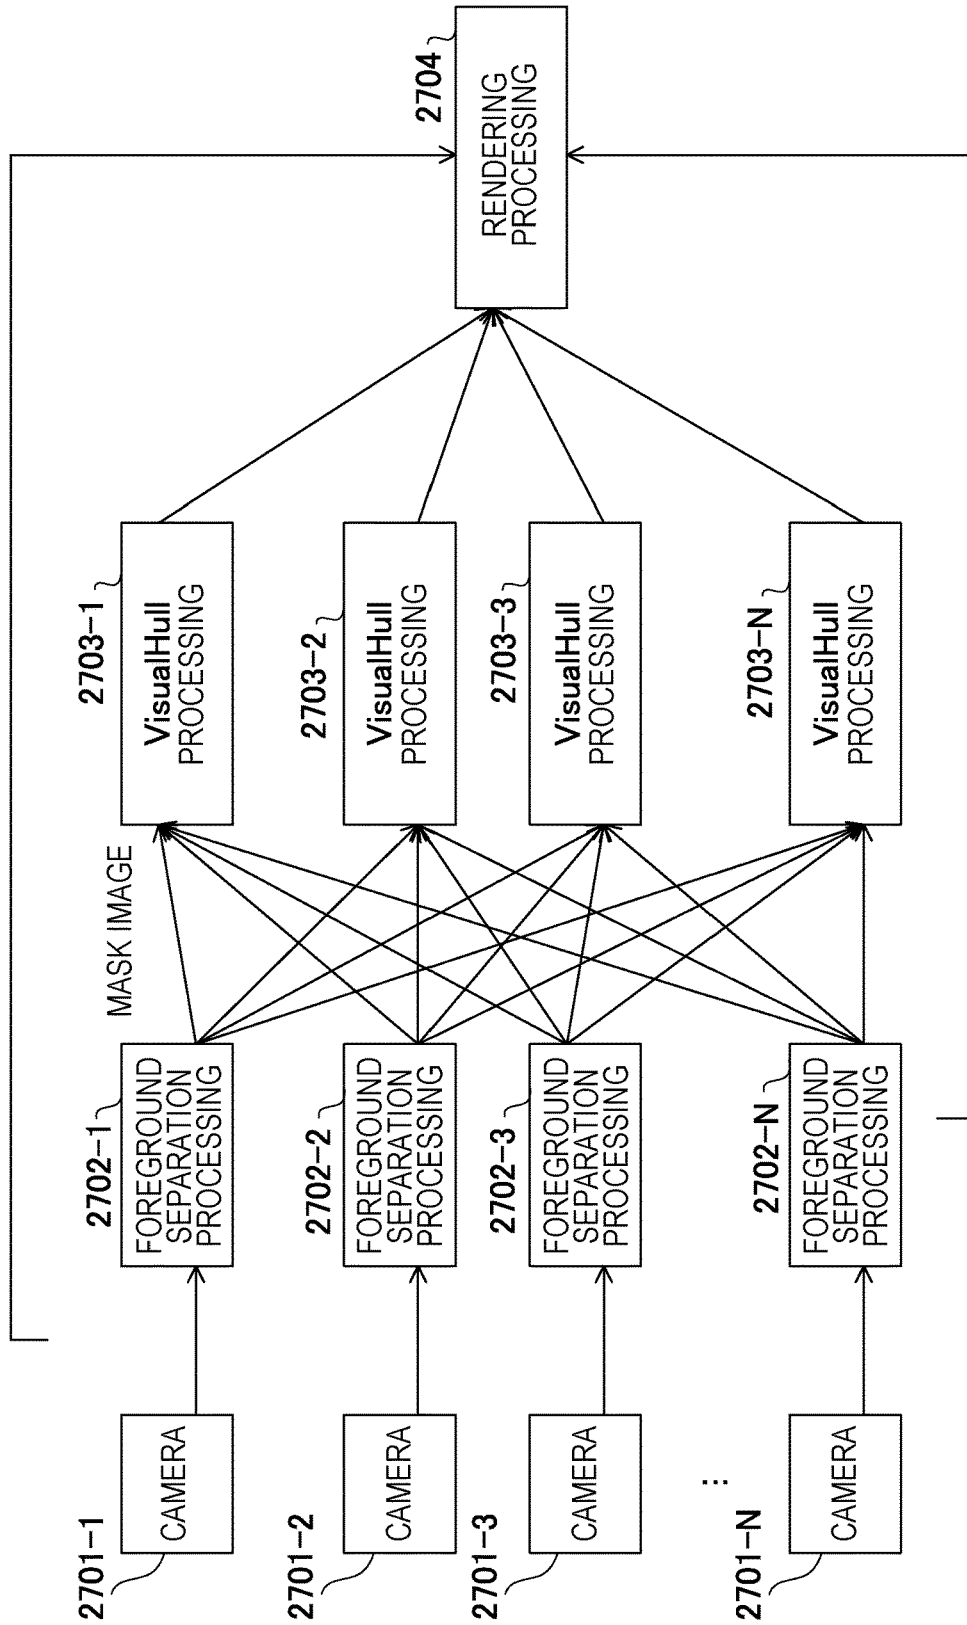 2701-1
CAMERA
2702-1
FOREGROUND
SEPARATION
PROCESSING
MASK IMAGE
2703-1
VisualHull
PROCESSING
2701-2
CAMERA
2702-2
FOREGROUND
SEPARATION
PROCESSING
2703-2
VisualHull
PROCESSING
2704
RENDERING
PROCESSING
2701-3
CAMERA
2702-3
FOREGROUND
SEPARATION
PROCESSING
2703-3
VisualHull
PROCESSING
...
2701-N
CAMERA
2702-N
FOREGROUND
SEPARATION
PROCESSING
2703-N
VisualHull
PROCESSING